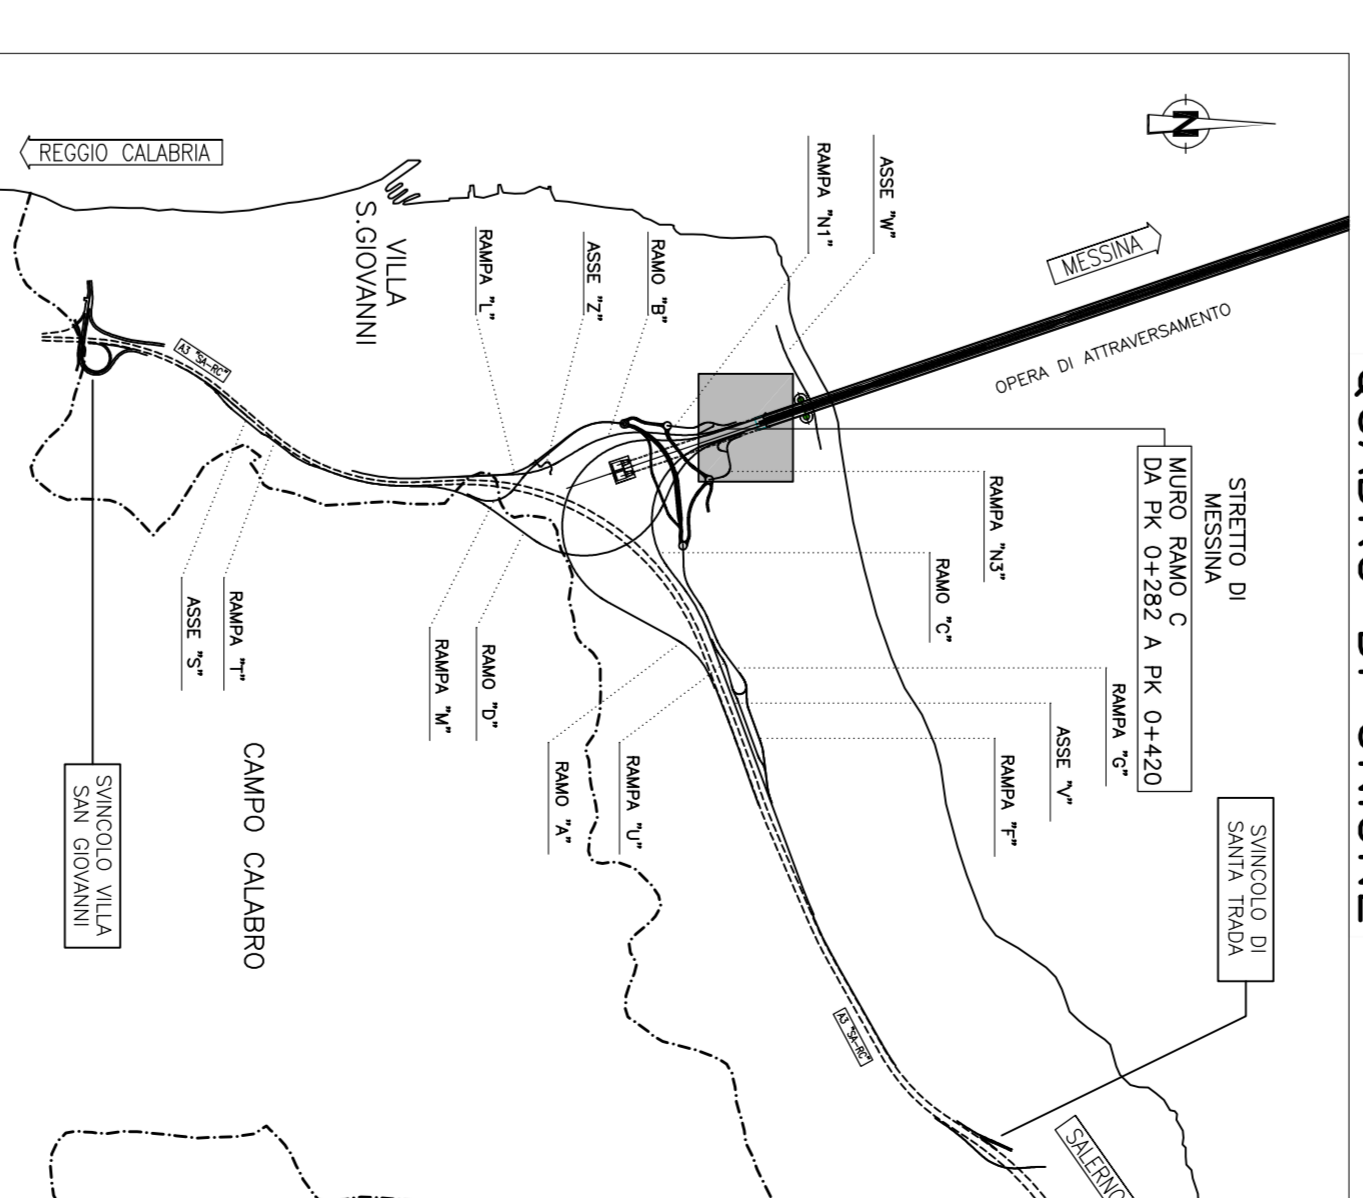 N
REGGIO CALABRIA
MESSINA
OPERA DI ATTRAVERSAMENTO
ASSE "W"
RAMPA "N1"
RAMO "B"
ASSE "Z"
RAMPA "L"
VILLA
S.GIOVANNI
A3 "SA-RC"
STRETTO DI
MESSINA
MURO RAMO C
DA PK 0+282 A PK 0+420
RAMPA "N3"
RAMO "C"
RAMPA "G"
ASSE "V"
RAMPA "F"
RAMPA "U"
RAMO "A"
RAMO "D"
RAMPA "M"
RAMPA "T"
ASSE "S"
CAMPO CALABRO
SVINCOLO VILLA
SAN GIOVANNI
SVINCOLO DI
SANTA TRADA
A3 "SA-RC"
SALERNO